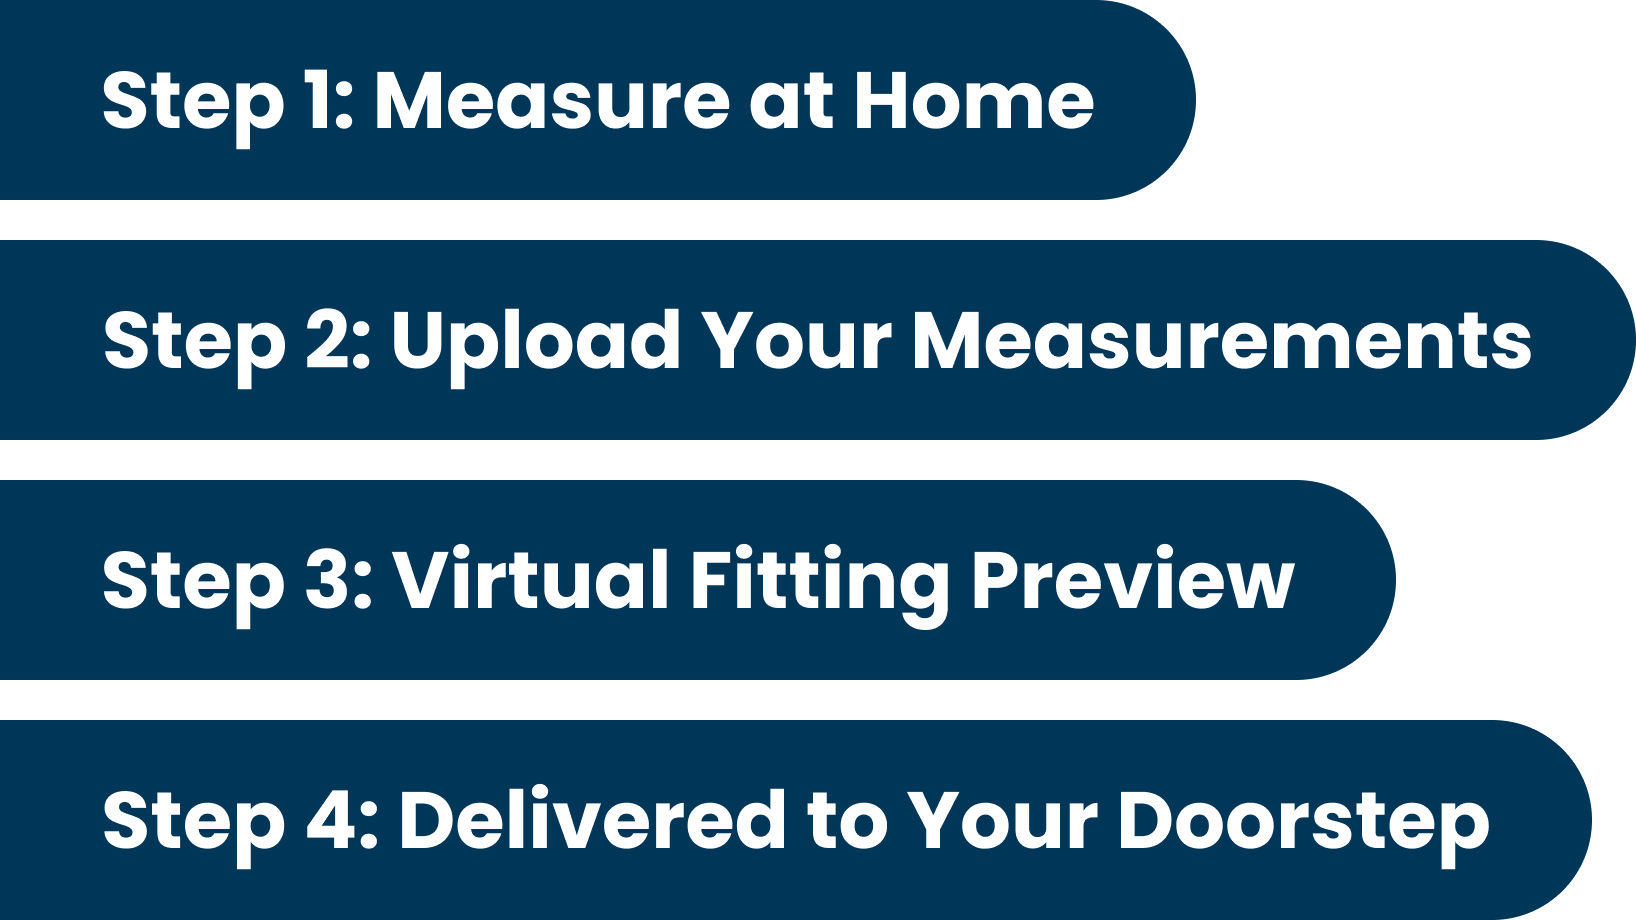 Step 1: Measure at Home
Step 2: Upload Your Measurements
Step 3: Virtual Fitting Preview
Step 4: Delivered to Your Doorstep